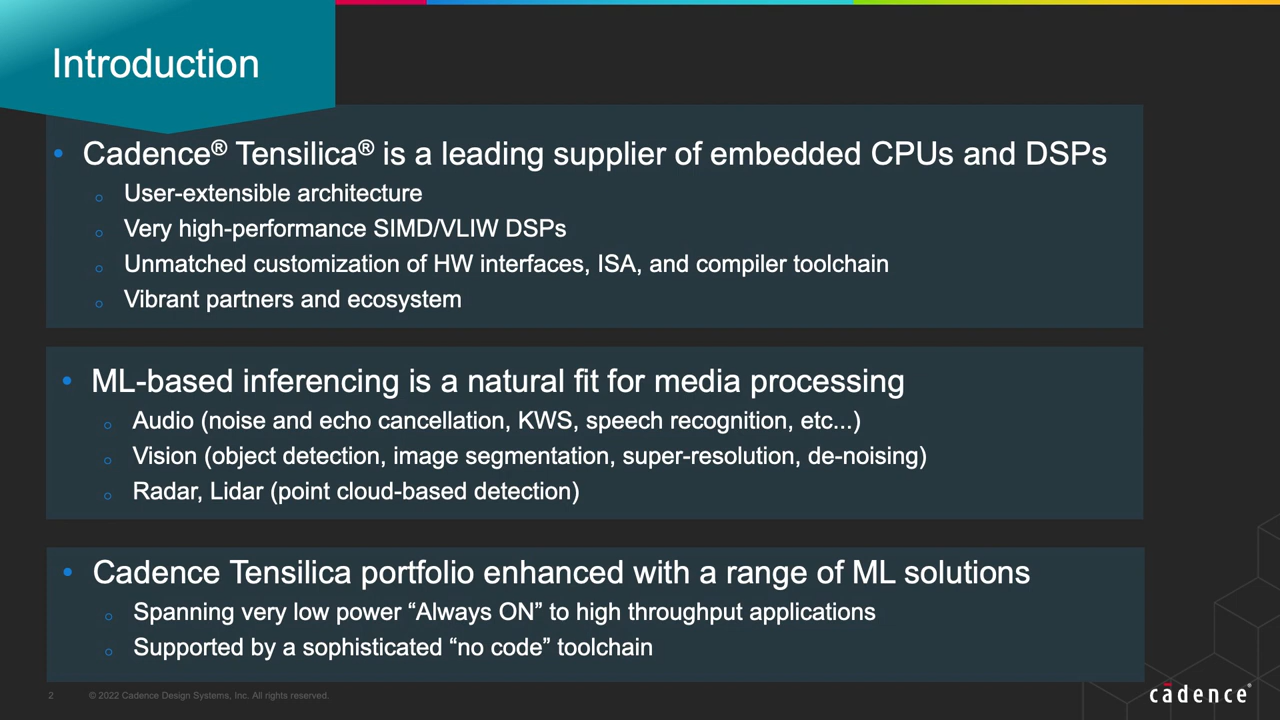 Introduction
• Cadence® Tensilica® is a leading supplier of embedded CPUs and DSPs
○ User-extensible architecture
○ Very high-performance SIMD/VLIW DSPs
○ Unmatched customization of HW interfaces, ISA, and compiler toolchain
○ Vibrant partners and ecosystem
• ML-based inferencing is a natural fit for media processing
○ Audio (noise and echo cancellation, KWS, speech recognition, etc...)
○ Vision (object detection, image segmentation, super-resolution, de-noising)
○ Radar, Lidar (point cloud-based detection)
• Cadence Tensilica portfolio enhanced with a range of ML solutions
○ Spanning very low power “Always ON” to high throughput applications
○ Supported by a sophisticated “no code” toolchain
2 © 2022 Cadence Design Systems, Inc. All rights reserved.
cādence®